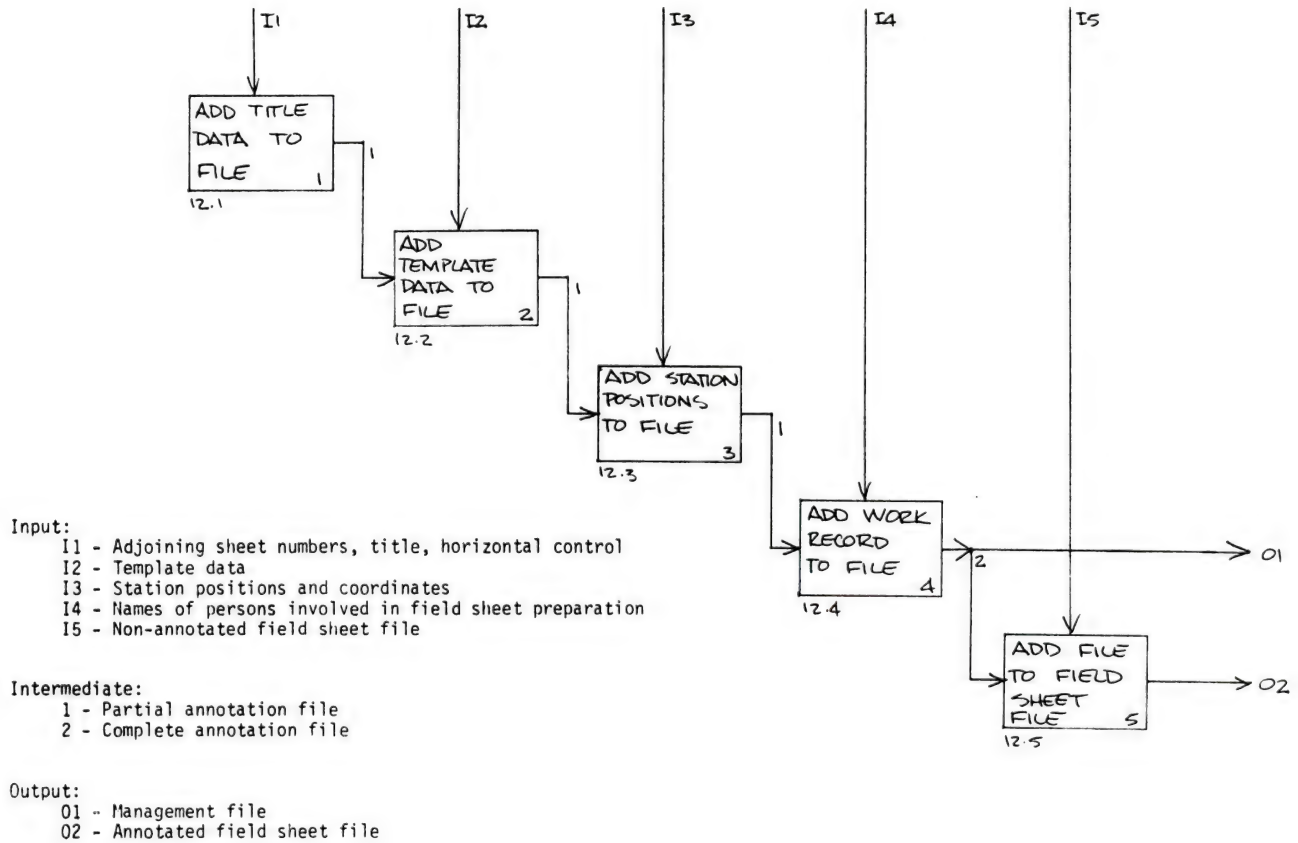 I1
I2
I3
I4
I5
ADD TITLE
DATA TO
FILE
1
12.1
1
ADD
TEMPLATE
DATA TO
FILE
2
12.2
1
ADD STATION
POSITIONS
TO FILE
3
12.3
1
ADD WORK
RECORD
TO FILE
4
12.4
2
O1
ADD FILE
TO FIELD
SHEET
FILE
5
12.5
O2
Input:
I1 - Adjoining sheet numbers, title, horizontal control
I2 - Template data
I3 - Station positions and coordinates
I4 - Names of persons involved in field sheet preparation
I5 - Non-annotated field sheet file
Intermediate:
1 - Partial annotation file
2 - Complete annotation file
Output:
O1 - Management file
O2 - Annotated field sheet file